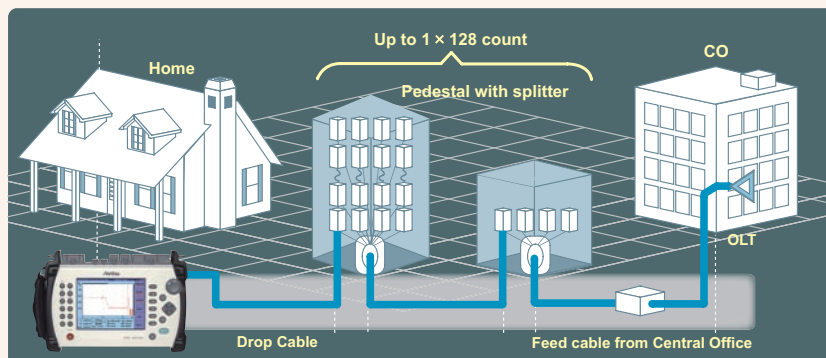 Up to 1 × 128 count
CO
Home
Pedestal with splitter
OLT
Drop Cable
Feed cable from Central Office